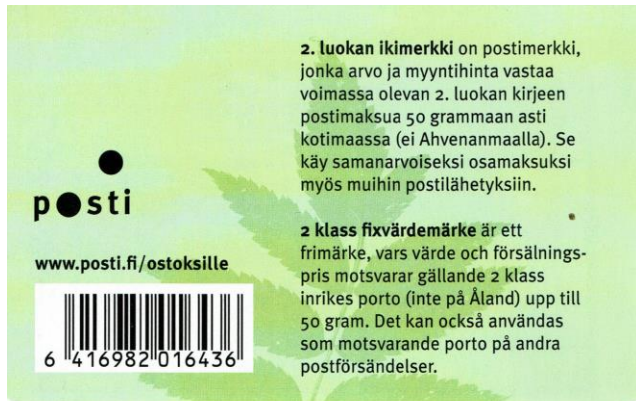 2. luokan ikimerkki on postimerkki,
jonka arvo ja myyntihinta vastaa
voimassa olevan 2. luokan kirjeen
postimaksua 50 grammaan asti
kotimaassa (ei Ahvenanmaalla). Se
käy samanarvoiseksi osamaksuksi
myös muihin postilähetyksiin.
posti
2 klass fixvärdemärke är ett
frimärke, vars värde och försälnings-
pris motsvarar gällande 2 klass
inrikes porto (inte på Åland) upp till
50 gram. Det kan också användas
som motsvarande porto på andra
postförsändelser.
www.posti.fi/ostoksille
6 416982 016436